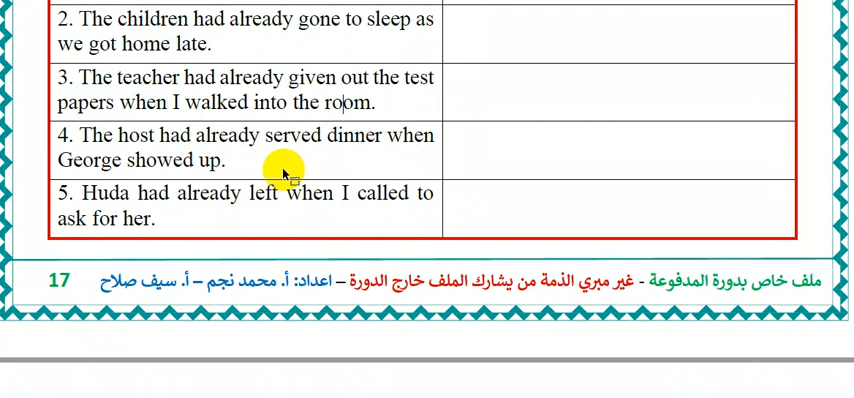 2. The children had already gone to sleep as
we got home late.
3. The teacher had already given out the test
papers when I walked into the room.
4. The host had already served dinner when
George showed up.
5. Huda had already left when I called to
ask for her.
ملف خاص بدورة المدفوعة - غير مبري الذمة من يشارك الملف خارج الدورة – اعداد: أ. محمد نجم – أ. سيف صلاح 17